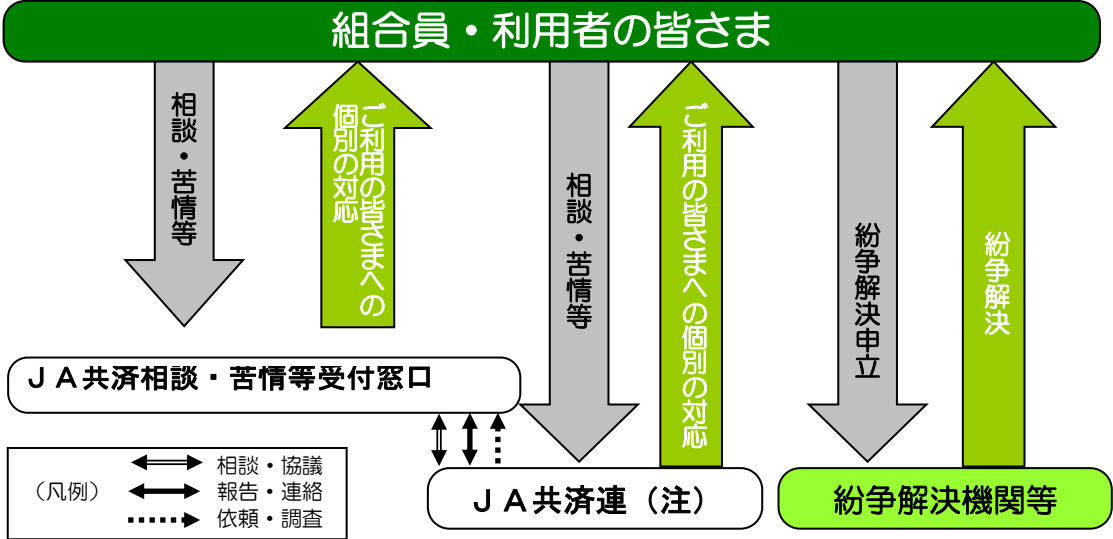 組合員・利用者の皆さま
相談・苦情等
ご利用の皆さまへの
個別の対応
相談・苦情等
ご利用の皆さまへの個別の対応
紛争解決申立
紛争解決
JA共済相談・苦情等受付窓口
JA共済連(注)
紛争解決機関等
(凡例)
相談・協議
報告・連絡
依頼・調査